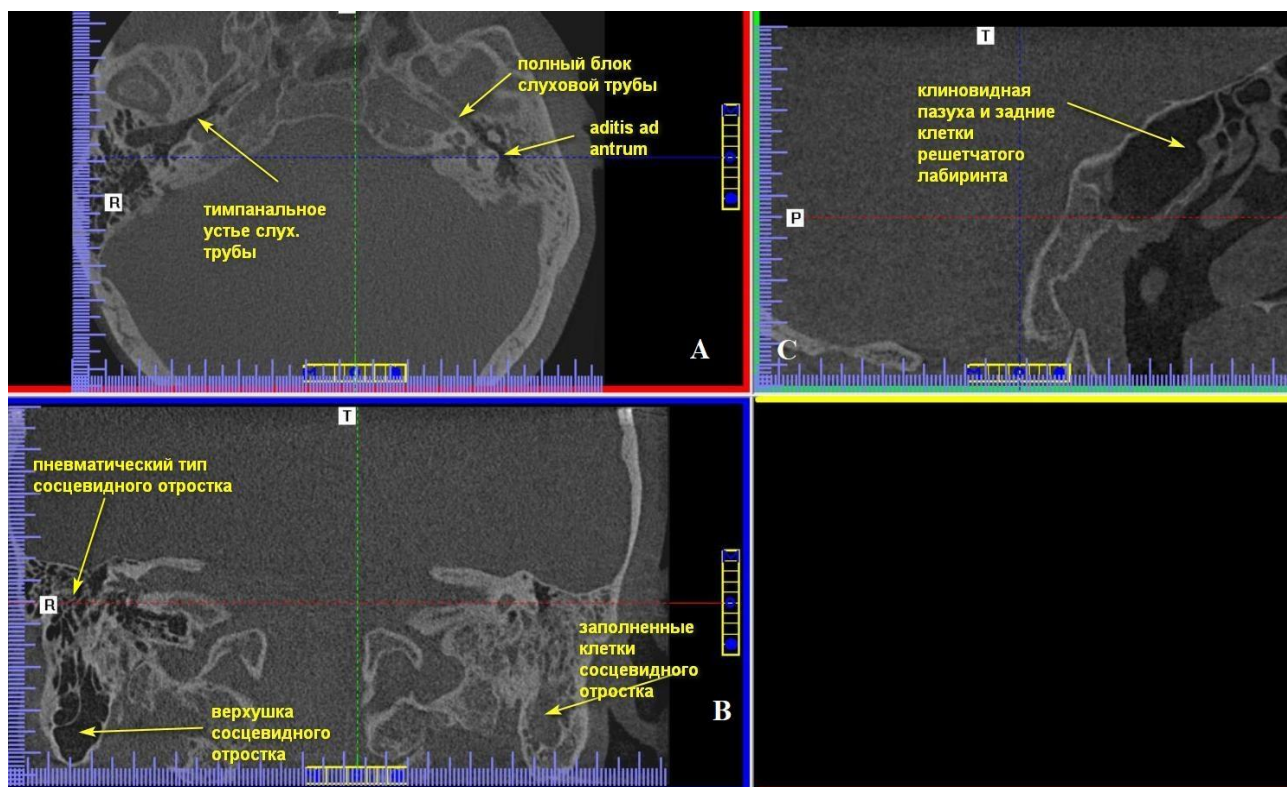 полный блок
слуховой трубы
aditis ad
antrum
R
тимпанальное
устье слух.
трубы
A
T
клиновидная
пазуха и задние
клетки
решетчатого
лабиринта
P
C
T
пневматический тип
сосцевидного отростка
R
заполненные
клетки
сосцевидного
отростка
верхушка
сосцевидного
отростка
B